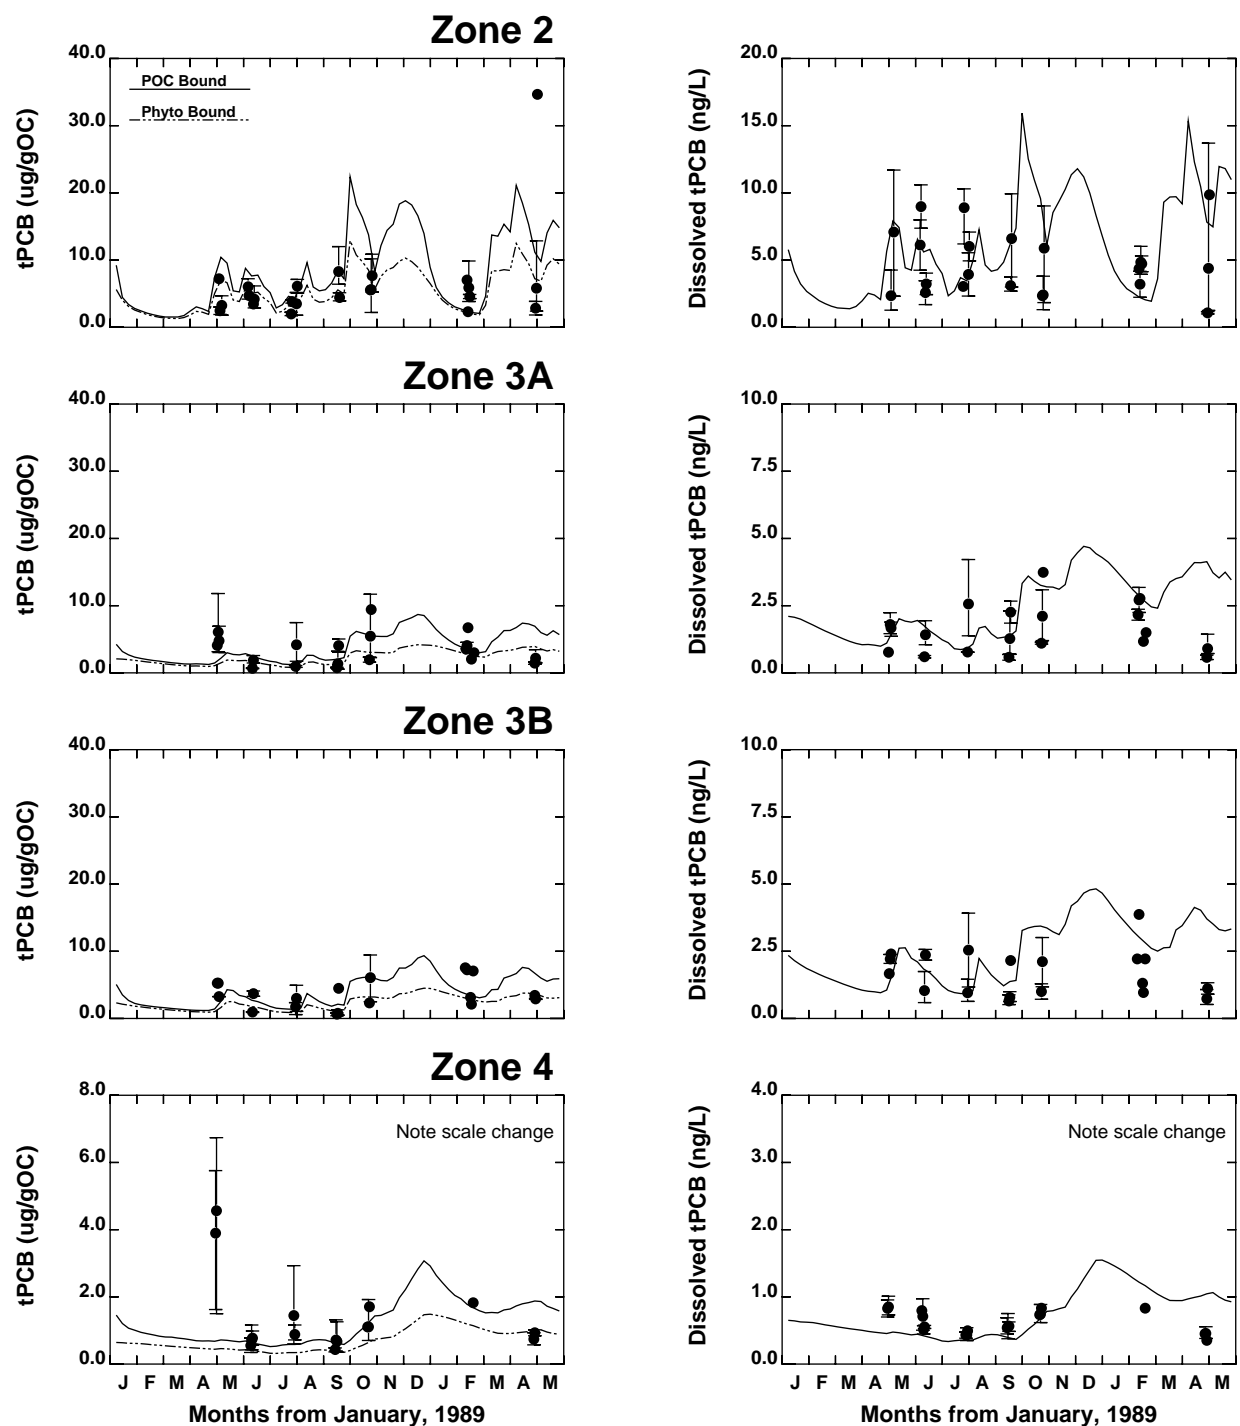 Zone 2
40.0
30.0
20.0
10.0
0.0
tPCB (ug/gOC)
POC Bound
Phyto Bound
20.0
15.0
10.0
5.0
0.0
Dissolved tPCB (ng/L)
Zone 3A
40.0
30.0
20.0
10.0
0.0
tPCB (ug/gOC)
10.0
7.5
5.0
2.5
0.0
Dissolved tPCB (ng/L)
Zone 3B
40.0
30.0
20.0
10.0
0.0
tPCB (ug/gOC)
10.0
7.5
5.0
2.5
0.0
Dissolved tPCB (ng/L)
Zone 4
8.0
6.0
4.0
2.0
0.0
tPCB (ug/gOC)
Note scale change
J F M A M J J A S O N D J F M A M
Months from January, 1989
4.0
3.0
2.0
1.0
0.0
Dissolved tPCB (ng/L)
Note scale change
J F M A M J J A S O N D J F M A M
Months from January, 1989